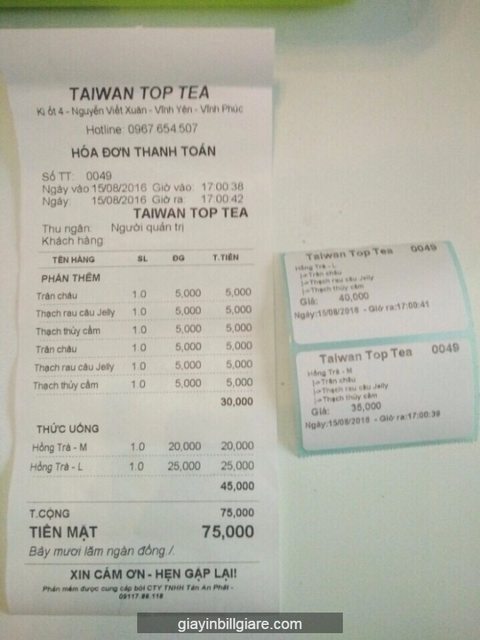 TAIWAN TOP TEA
Ki ốt 4 - Nguyễn Viết Xuân - Vĩnh Yên - Vĩnh Phúc
Hotline: 0967 654.507
HÓA ĐƠN THANH TOÁN
Số TT: 0049
Ngày vào 15/08/2016 Giờ vào: 17:00:38
Ngày: 15/08/2016 Giờ ra: 17:00:42
TAIWAN TOP TEA
Thu ngân: Người quản trị
Khách hàng:
TÊN HÀNG SL ĐG T.TIỀN
PHẦN THÊM
Trân châu 1.0 5,000 5,000
Thạch rau câu Jelly 1.0 5,000 5,000
Thạch thủy cầm 1.0 5,000 5,000
Trân châu 1.0 5,000 5,000
Thạch rau câu Jelly 1.0 5,000 5,000
Thạch thủy cầm 1.0 5,000 5,000
30,000
THỨC UỐNG
Hồng Trà - M 1.0 20,000 20,000
Hồng Trà - L 1.0 25,000 25,000
45,000
T.CỘNG 75,000
TIỀN MẶT 75,000
Bảy mươi lăm ngàn đồng./.
XIN CẢM ƠN - HẸN GẶP LẠI!
Phần mềm được cung cấp bởi CTY TNHH Tân An Phát -
Taiwan Top Tea 0049
Hồng Trà - L
|->Trân châu
|->Thạch rau câu Jelly
|->Thạch thủy cầm
Giá: 40,000
Ngày:15/08/2016 - Giờ ra:17:00:41
Taiwan Top Tea 0049
Hồng Trà - M
|->Trân châu
|->Thạch rau câu Jelly
|->Thạch thủy cầm
Giá: 35,000
Ngày:15/08/2016 - Giờ ra:17:00:39
giayinbillgiare.com